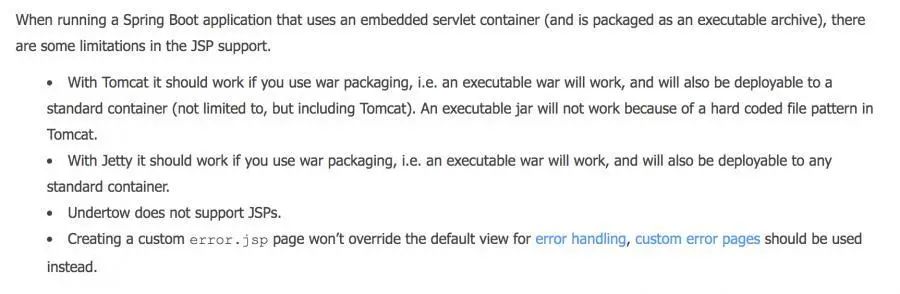 When running a Spring Boot application that uses an embedded servlet container (and is packaged as an executable archive), there
are some limitations in the JSP support.
• With Tomcat it should work if you use war packaging, i.e. an executable war will work, and will also be deployable to a
standard container (not limited to, but including Tomcat). An executable jar will not work because of a hard coded file pattern in
Tomcat.
• With Jetty it should work if you use war packaging, i.e. an executable war will work, and will also be deployable to any
standard container.
• Undertow does not support JSPs.
• Creating a custom error.jsp page won’t override the default view for error handling, custom error pages should be used
instead.